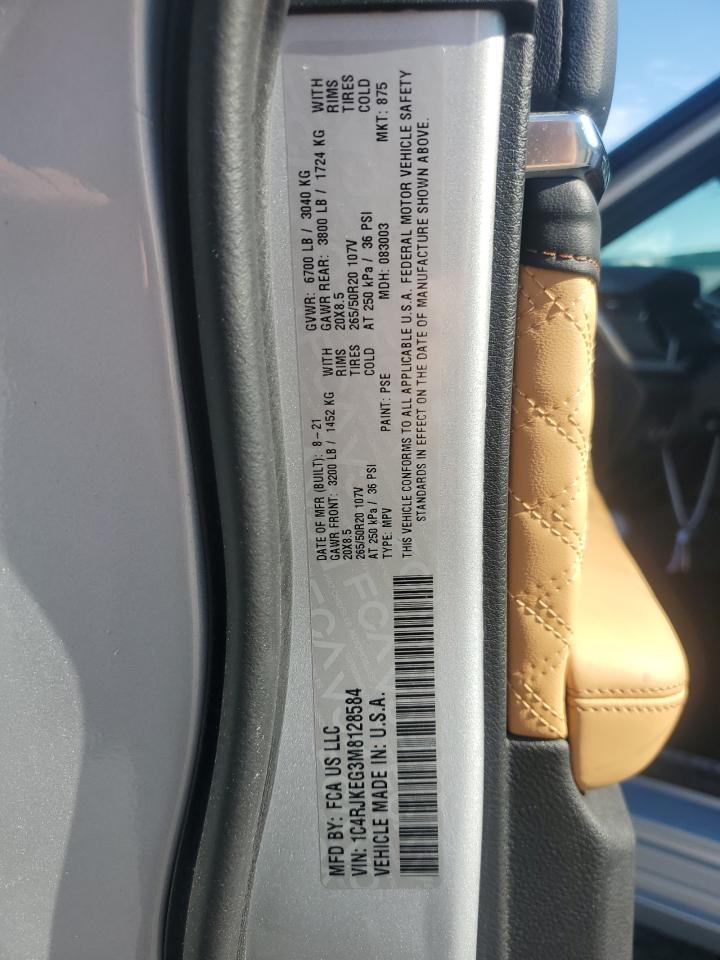 MFD BY: FCA US LLC
VIN: 1C4RJKEG3M8128584
VEHICLE MADE IN: U.S.A.
DATE OF MFR (BUILT): 8-21
GVWR: 6700 LB / 3040 KG
GAWR FRONT: 3200 LB / 1452 KG WITH
GAWR REAR: 3800 LB / 1724 KG WITH
20X8.5 RIMS
20X8.5 RIMS
265/50R20 107V TIRES
265/50R20 107V TIRES
AT 250 kPa / 36 PSI COLD
AT 250 kPa / 36 PSI COLD
TYPE: MPV PAINT: PSE MDH: 083003 MKT: 875
THIS VEHICLE CONFORMS TO ALL APPLICABLE U.S.A. FEDERAL MOTOR VEHICLE SAFETY
STANDARDS IN EFFECT ON THE DATE OF MANUFACTURE SHOWN ABOVE.